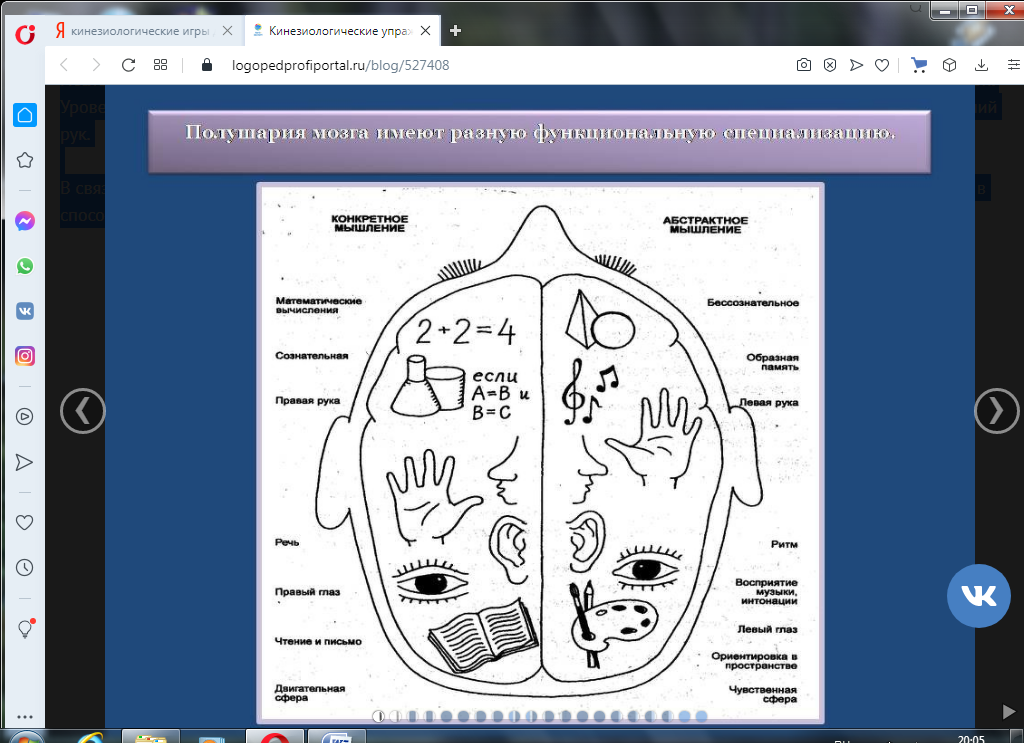 кинезиологические игры
Кинезиологические упра
logopedprofiportal.ru/blog/527408
Полушария мозга имеют разную функциональную специализацию.
КОНКРЕТНОЕ
МЫШЛЕНИЕ
АБСТРАКТНОЕ
МЫШЛЕНИЕ
Математические
вычисления
Бессознательное
2+2=4
Сознательная
Образная
память
если
A=B и
B=C
Правая рука
Левая рука
Речь
Ритм
Правый глаз
Восприятие
музыки,
интонации
Левый глаз
Чтение и письмо
Ориентировка в
пространстве
Двигательная
сфера
Чувственная
сфера
20:05